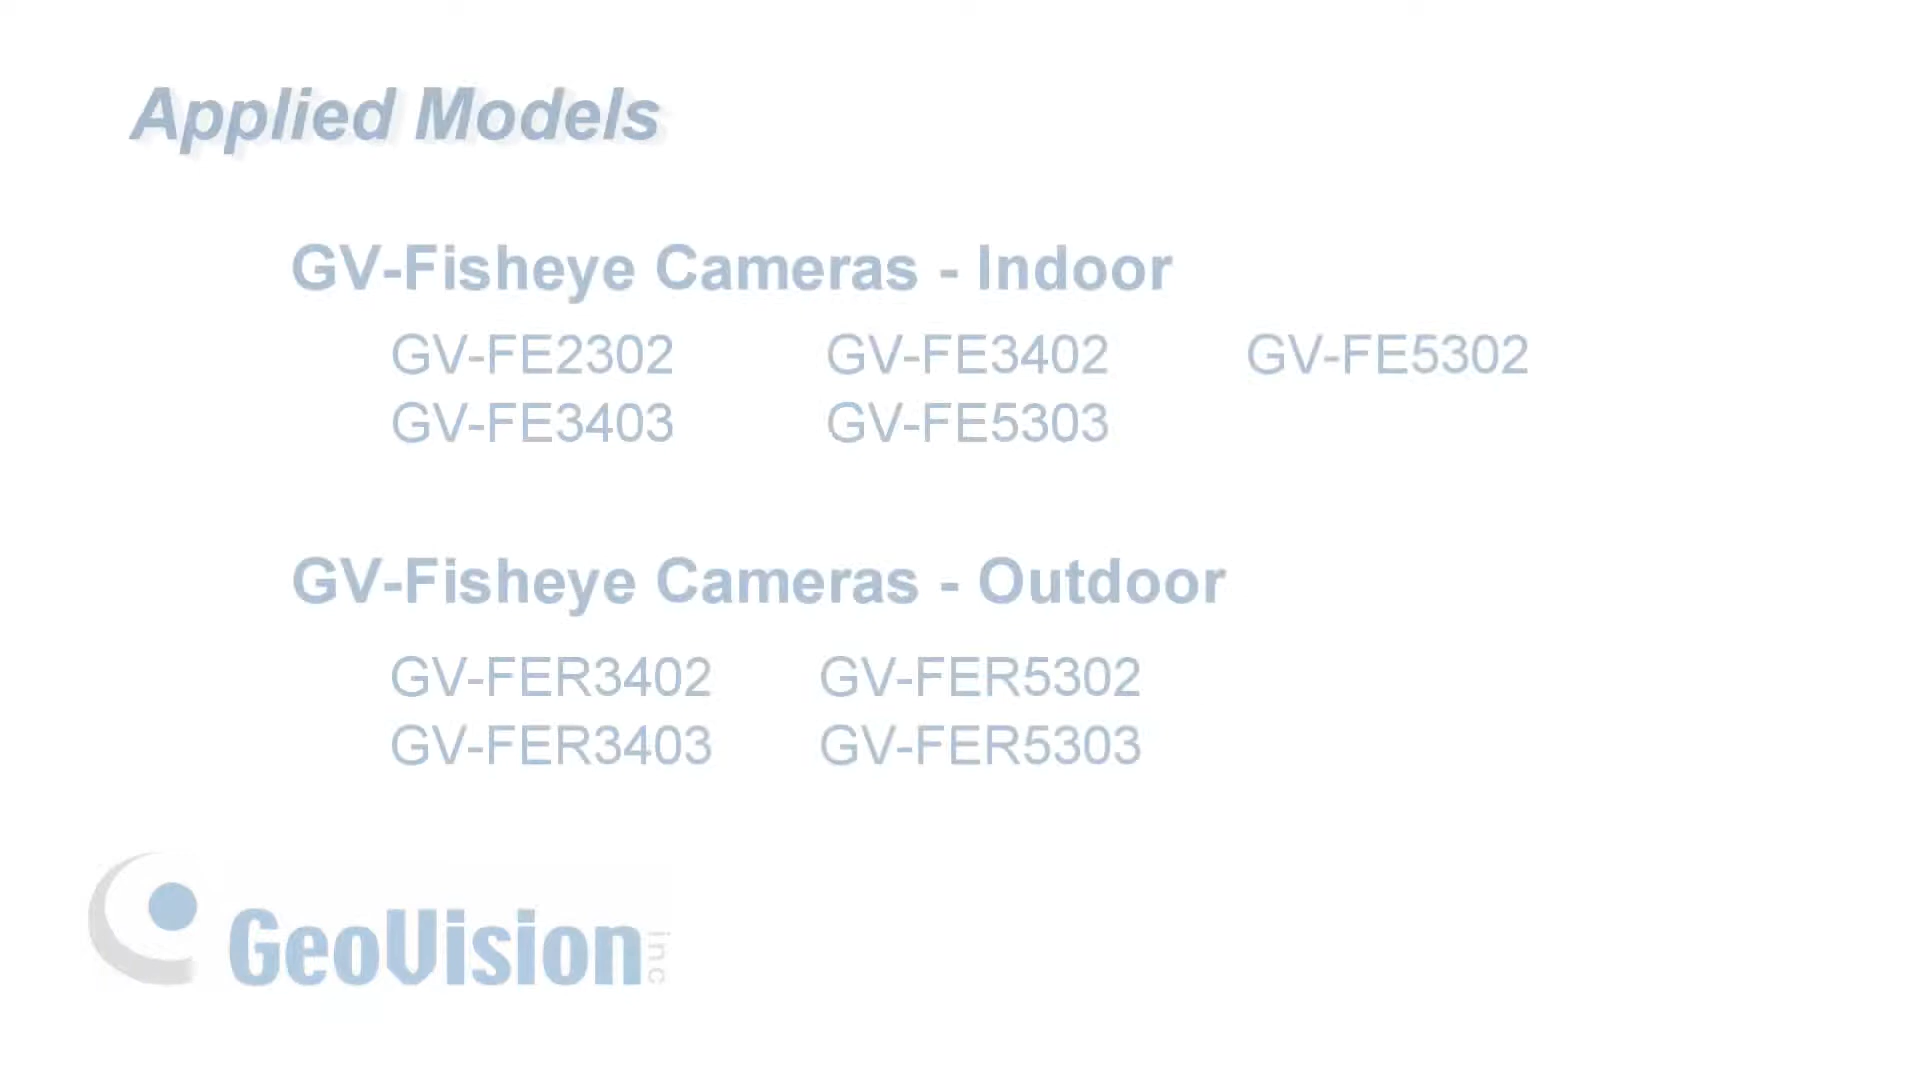 Applied Models
GV-Fisheye Cameras - Indoor
GV-FE2302 GV-FE3402 GV-FE5302
GV-FE3403 GV-FE5303
GV-Fisheye Cameras - Outdoor
GV-FER3402 GV-FER5302
GV-FER3403 GV-FER5303
GeoVision inc